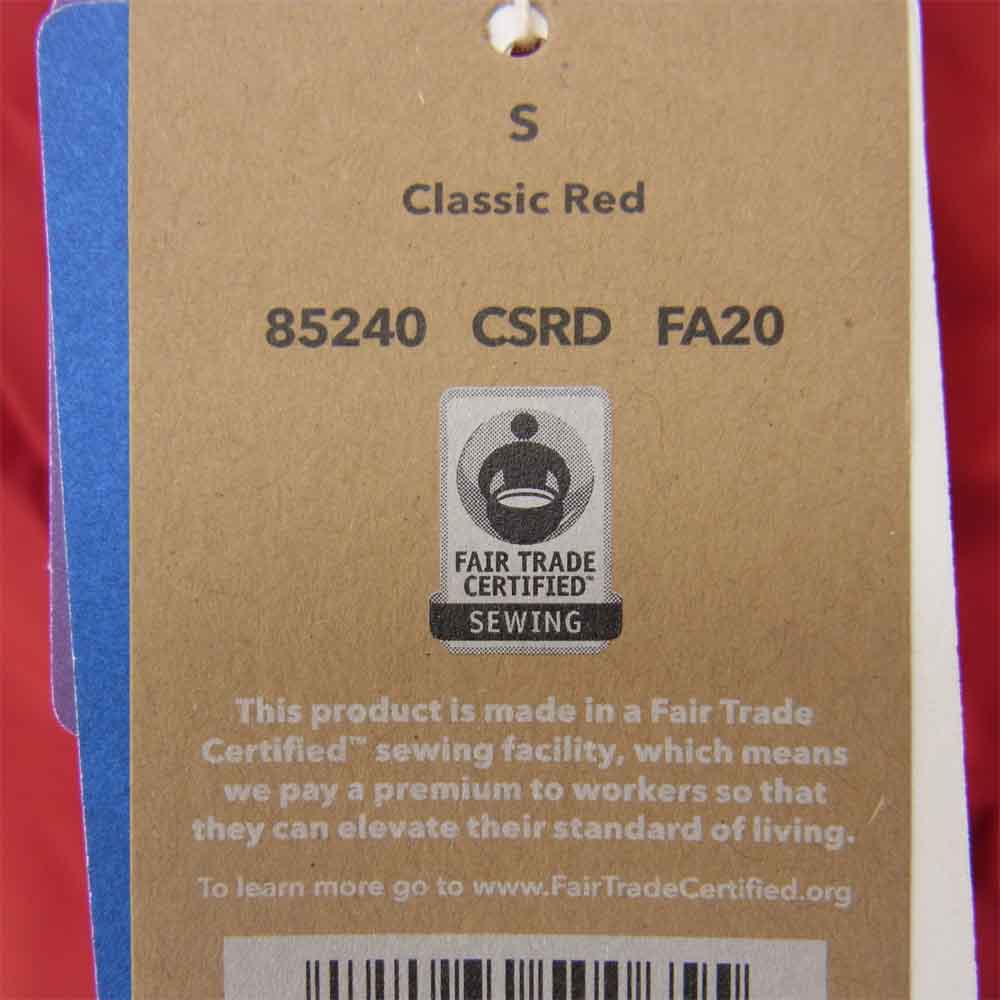 S
Classic Red
85240 CSRD FA20
FAIR TRADE
CERTIFIED™
SEWING
This product is made in a Fair Trade
Certified™ sewing facility, which means
we pay a premium to workers so that
they can elevate their standard of living.
To learn more go to www.FairTradeCertified.org